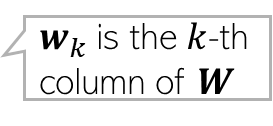 w_k is the k-th
column of W